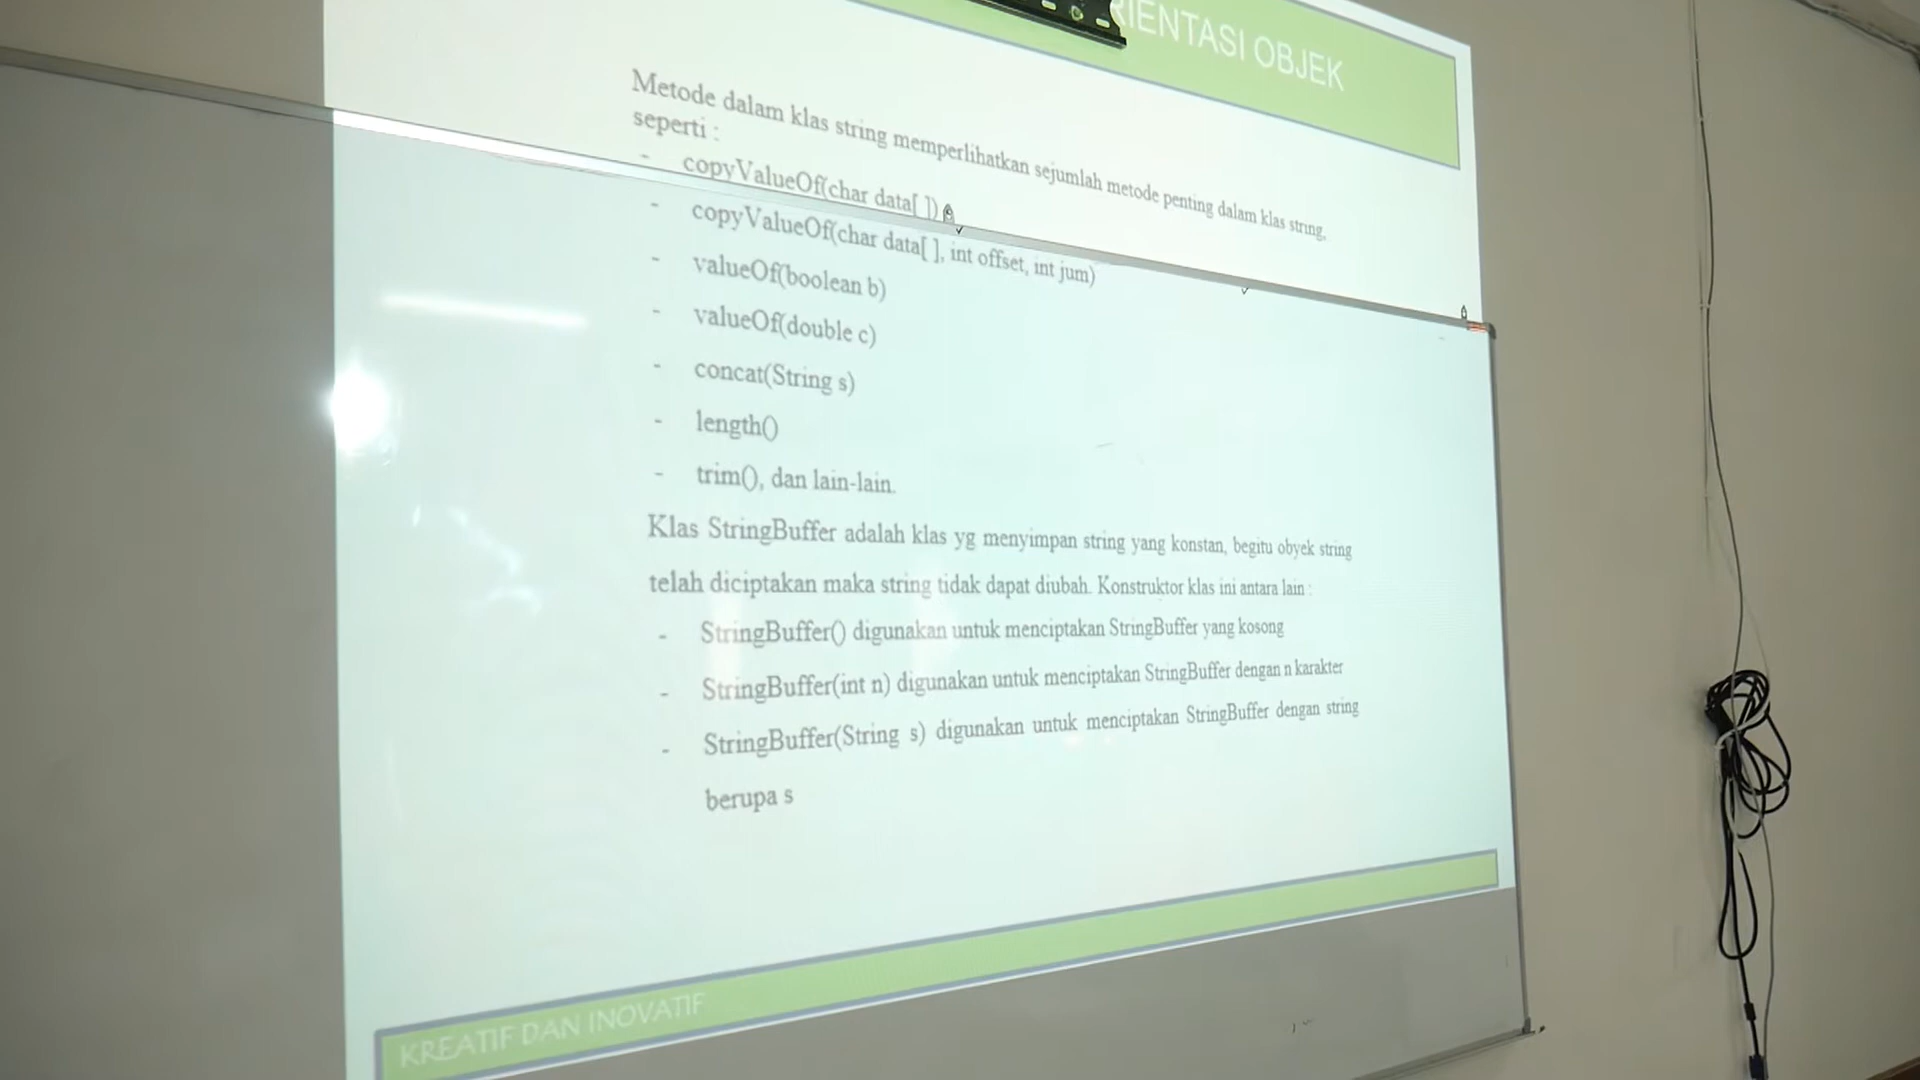 RIENTASI OBJEK
Metode dalam klas string memperlihatkan sejumlah metode penting dalam klas string,
seperti :
- copyValueOf(char data[ ])
- copyValueOf(char data[ ], int offset, int jum)
- valueOf(boolean b)
- valueOf(double c)
- concat(String s)
- length()
- trim(), dan lain-lain.
Klas StringBuffer adalah klas yg menyimpan string yang konstan, begitu obyek string
telah diciptakan maka string tidak dapat diubah. Konstruktor klas ini antara lain :
- StringBuffer() digunakan untuk menciptakan StringBuffer yang kosong
- StringBuffer(int n) digunakan untuk menciptakan StringBuffer dengan n karakter
- StringBuffer(String s) digunakan untuk menciptakan StringBuffer dengan string
berupa s
KREATIF DAN INOVATIF